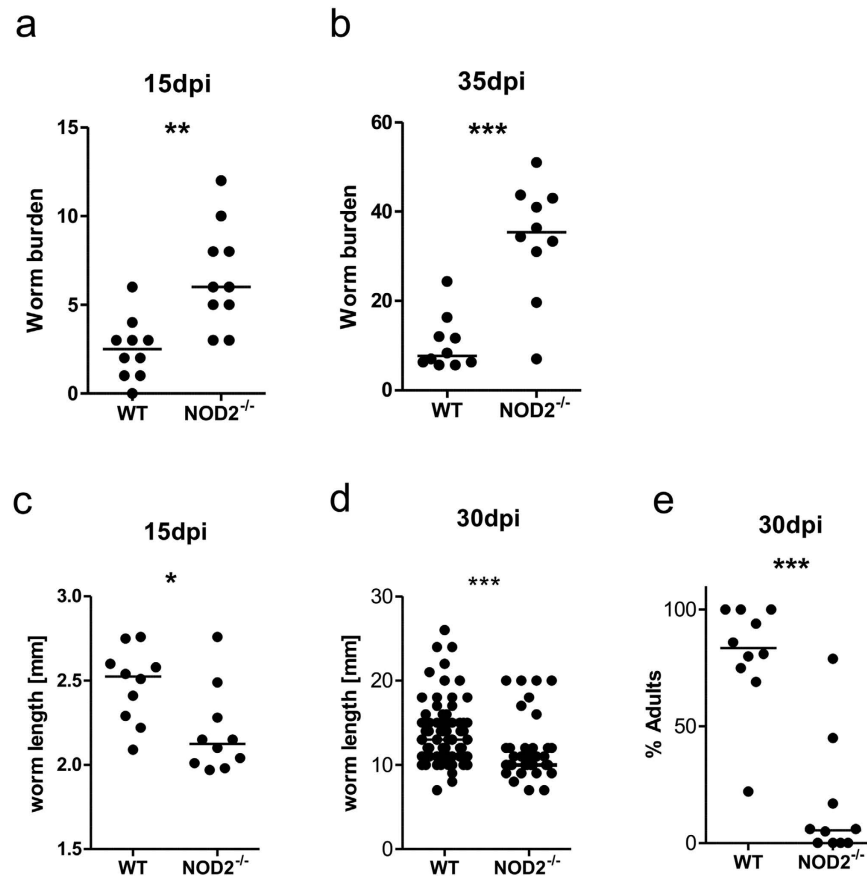 a
15dpi
**
Worm burden
15
10
5
0
WT
NOD2-/-
b
35dpi
***
Worm burden
60
40
20
0
WT
NOD2-/-
c
15dpi
*
worm length [mm]
3.0
2.5
2.0
1.5
WT
NOD2-/-
d
30dpi
***
worm length [mm]
30
20
10
0
WT
NOD2-/-
e
30dpi
***
% Adults
100
50
0
WT
NOD2-/-